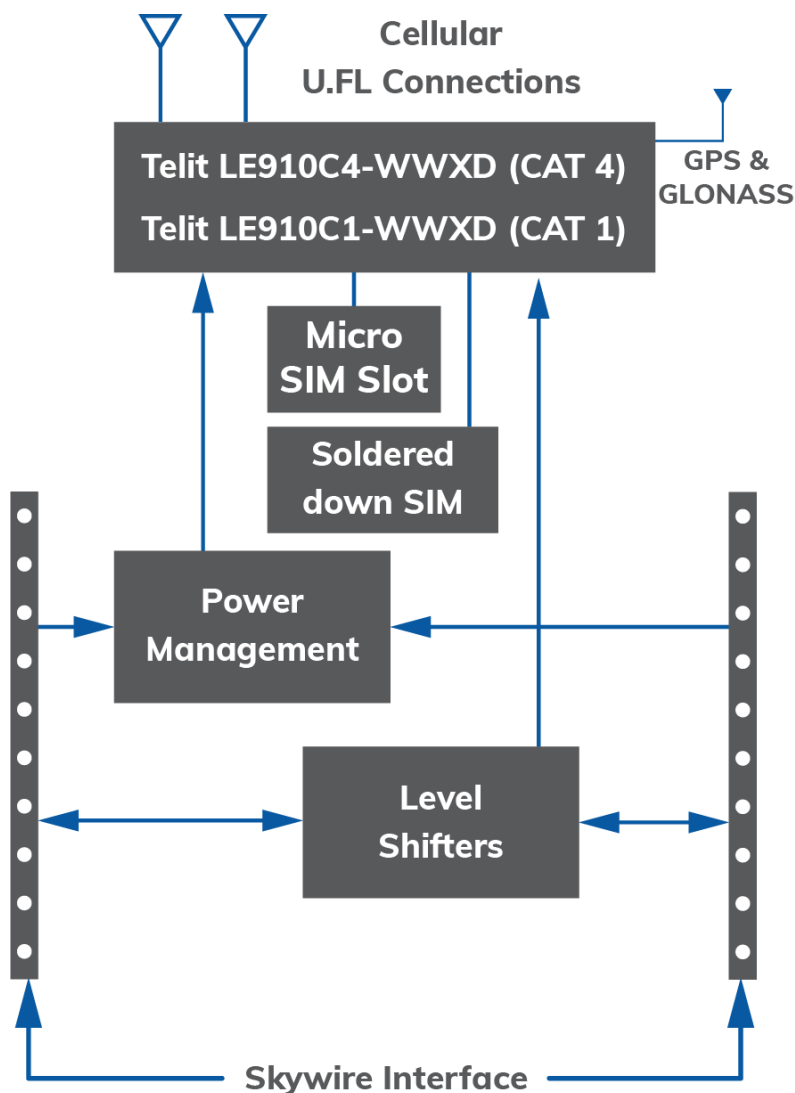 Cellular
U.FL Connections
Telit LE910C4-WWXD (CAT 4)
Telit LE910C1-WWXD (CAT 1)
GPS &
GLONASS
Micro
SIM Slot
Soldered
down SIM
Power
Management
Level
Shifters
Skywire Interface